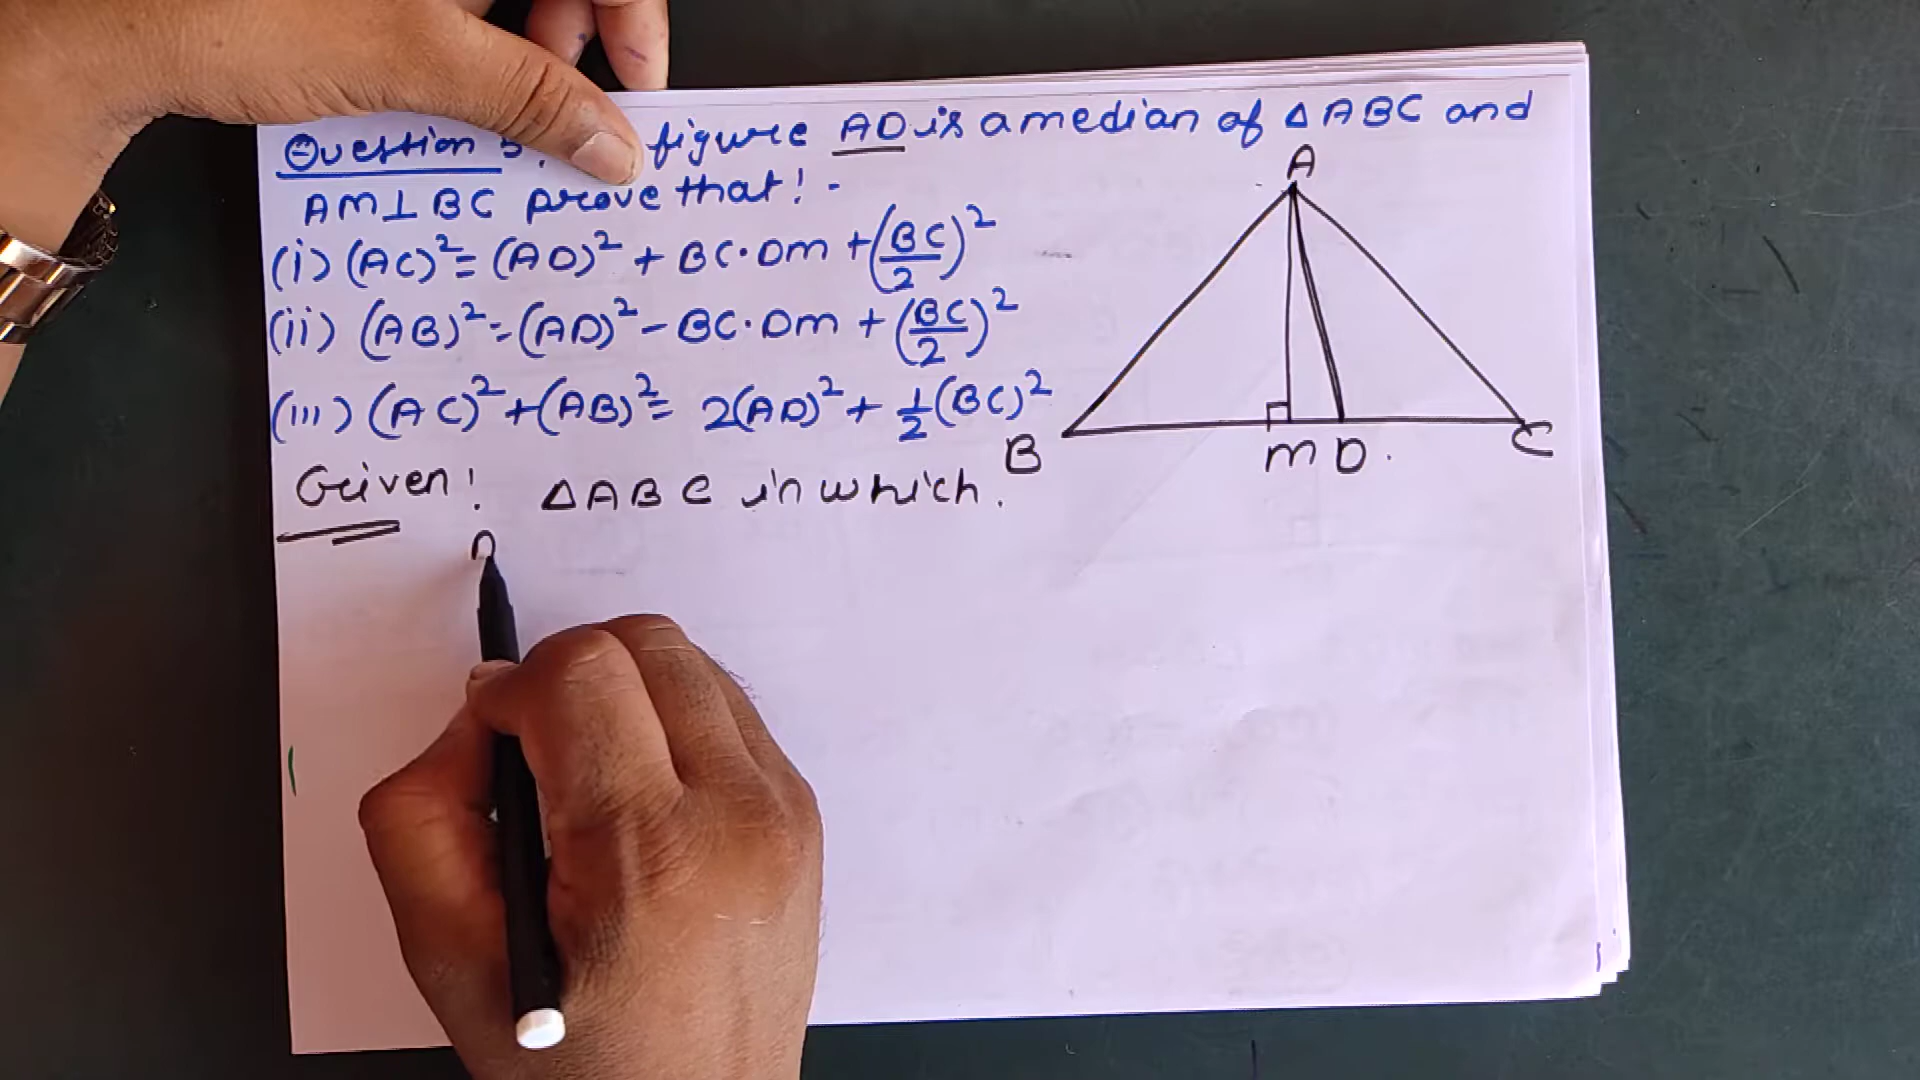 Question 5. figure AD is a median of △ABC and
AM⊥BC prove that! -
(i) (AC)²= (AD)² + BC·DM + (BC/2)²
(ii) (AB)²= (AD)² - BC·DM + (BC/2)²
(iii) (AC)²+(AB)²= 2(AD)² + 1/2(BC)²
Given! △ABC in which.
A
B
M D.
C